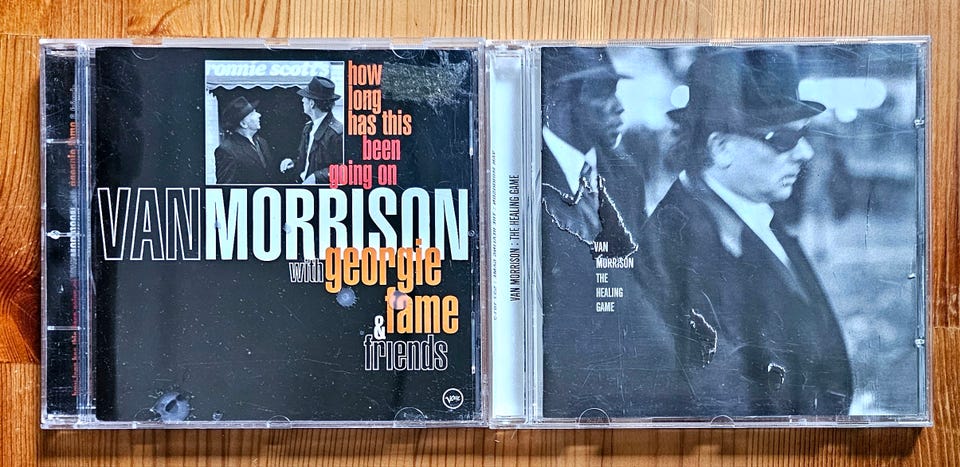 ronnie scott's
how
long
has this
been
going on
VAN MORRISON
with georgie
fame
&
friends
VERVE
VAN MORRISON : THE HEALING GAME
VAN
MORRISON
THE
HEALING
GAME